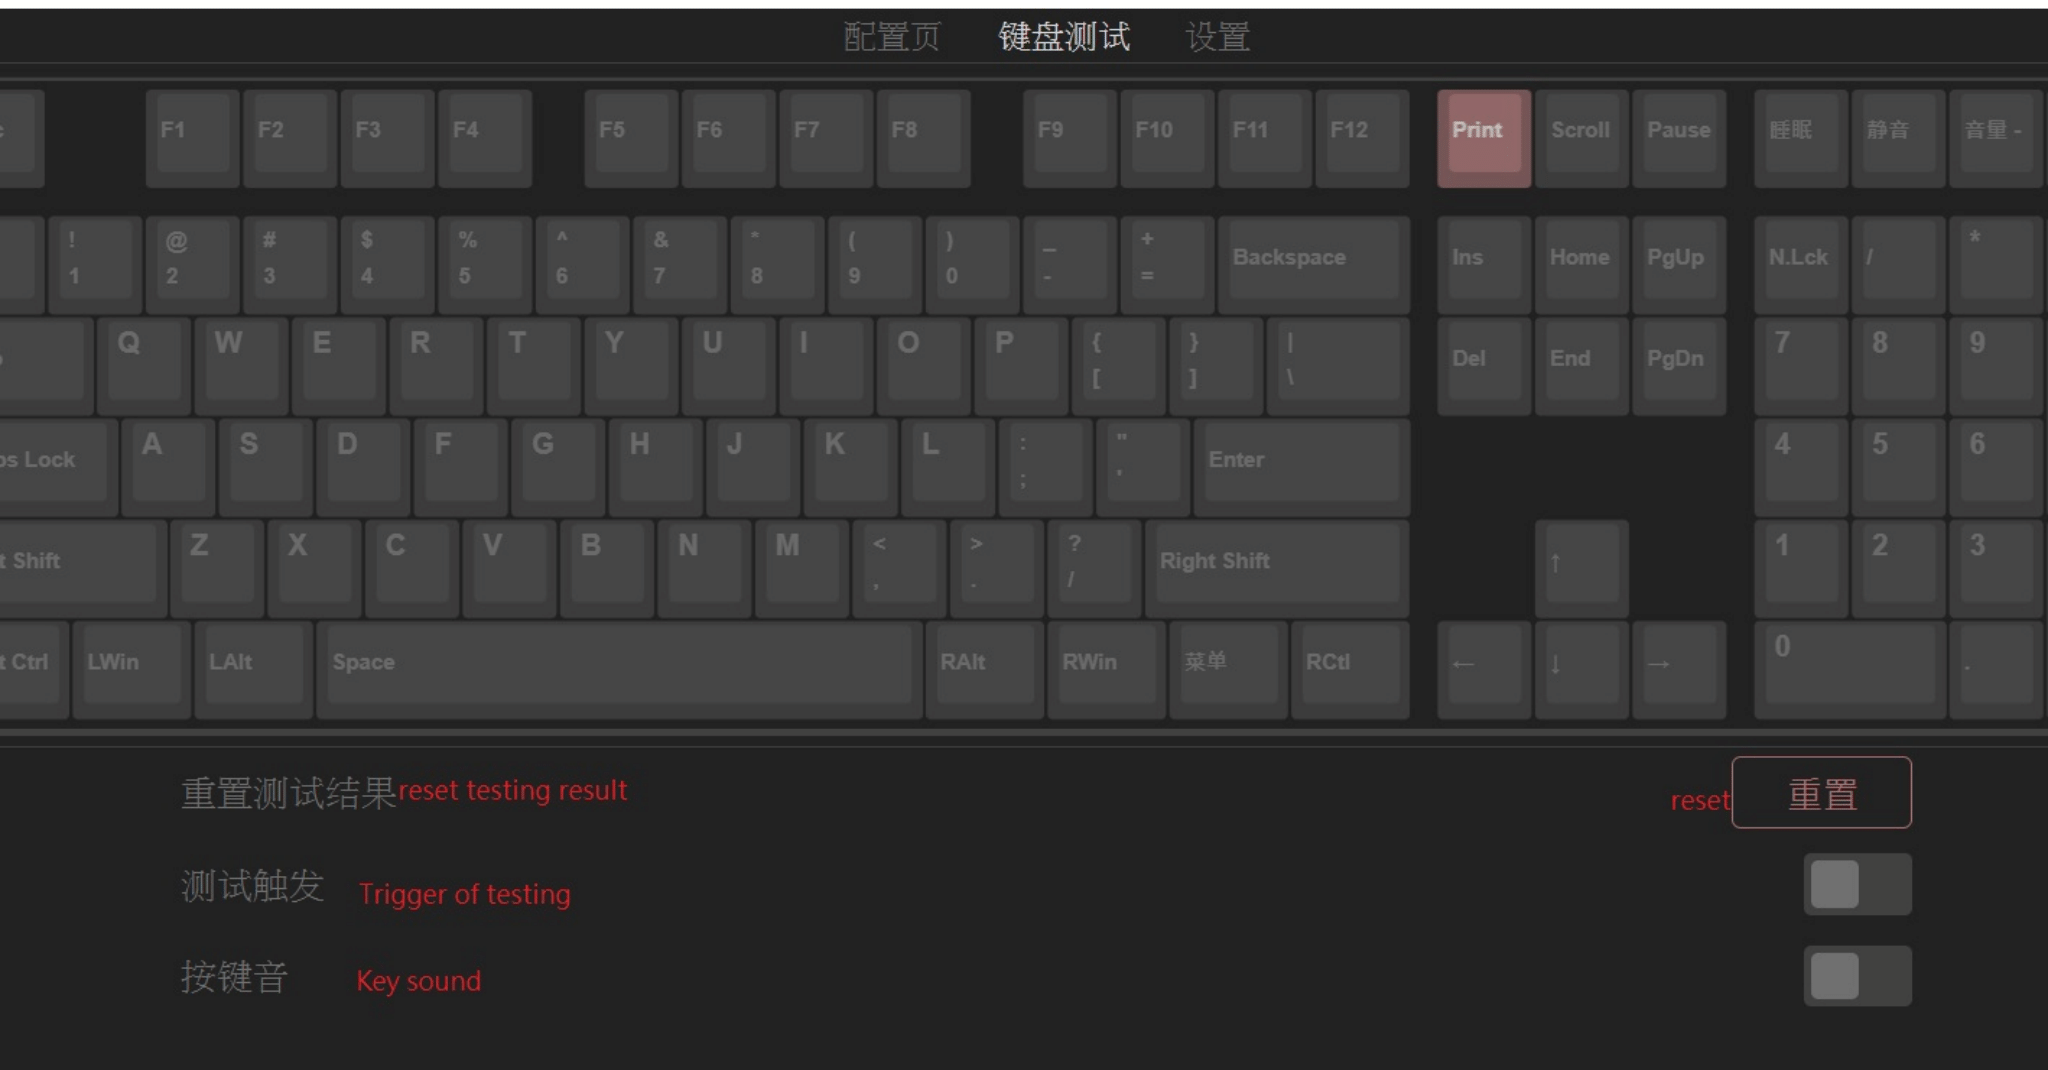 配置页 键盘测试 设置
F1 F2 F3 F4 F5 F6 F7 F8 F9 F10 F11 F12 Print Scroll Pause 睡眠 静音 音量 -
! @ # $ % ^ & * ( ) _ + Backspace Ins Home PgUp N.Lck / *
1 2 3 4 5 6 7 8 9 0 - =
Q W E R T Y U I O P { } | Del End PgDn 7 8 9
[ ] \
A S D F G H J K L : " Enter 4 5 6
Lock ; '
Z X C V B N M < > ? Right Shift ↑ 1 2 3
Shift , . /
Ctrl LWin LAlt Space RAlt RWin 菜单 RCtl ← ↓ → 0 .
重置测试结果 reset testing result reset 重置
测试触发 Trigger of testing
按键音 Key sound